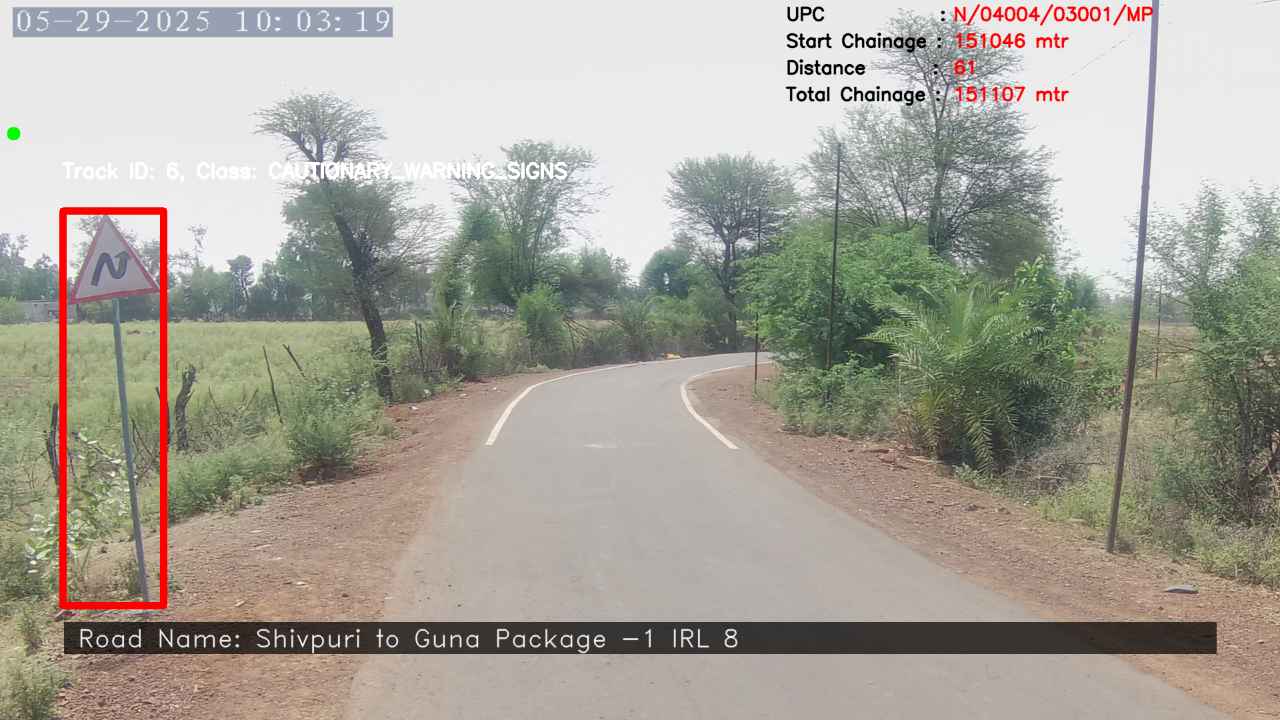 05-29-2025 10:03:19
UPC : N/04004/03001/MP
Start Chainage : 151046 mtr
Distance : 61
Total Chainage : 151107 mtr
Track ID: 6, Class: CAUTIONARY_WARNING_SIGNS
Road Name: Shivpuri to Guna Package -1 IRL 8